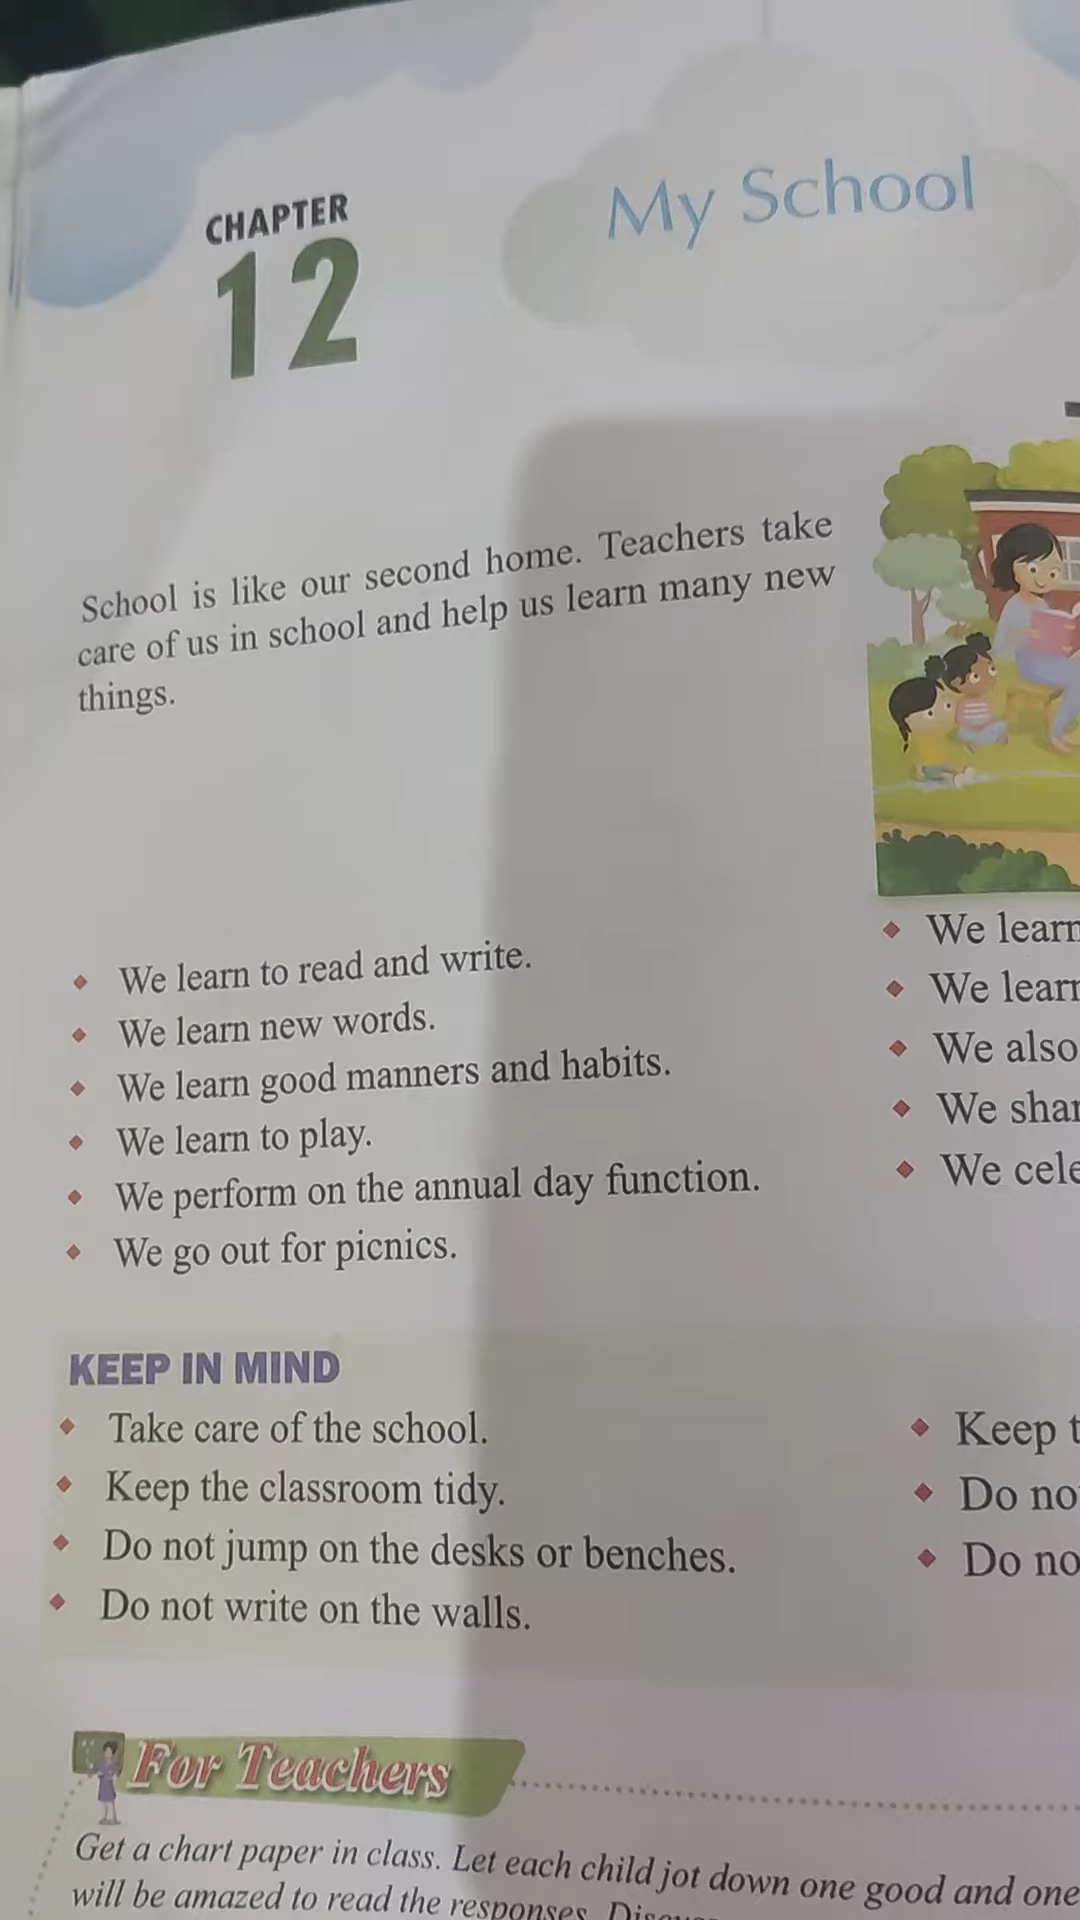 CHAPTER
12
My School
School is like our second home. Teachers take
care of us in school and help us learn many new
things.
We learn to read and write.
We learn new words.
We learn good manners and habits.
We learn to play.
We perform on the annual day function.
We go out for picnics.
We learn
We learn
We also
We
We
KEEP IN MIND
Take care of the school.
Keep the classroom tidy.
Do not jump on the desks or benches.
Do not write on the walls.
Keep
Do
Do
For Teachers
Get a chart paper in class. Let each child jot down one good and one
will be amazed to read the responses.